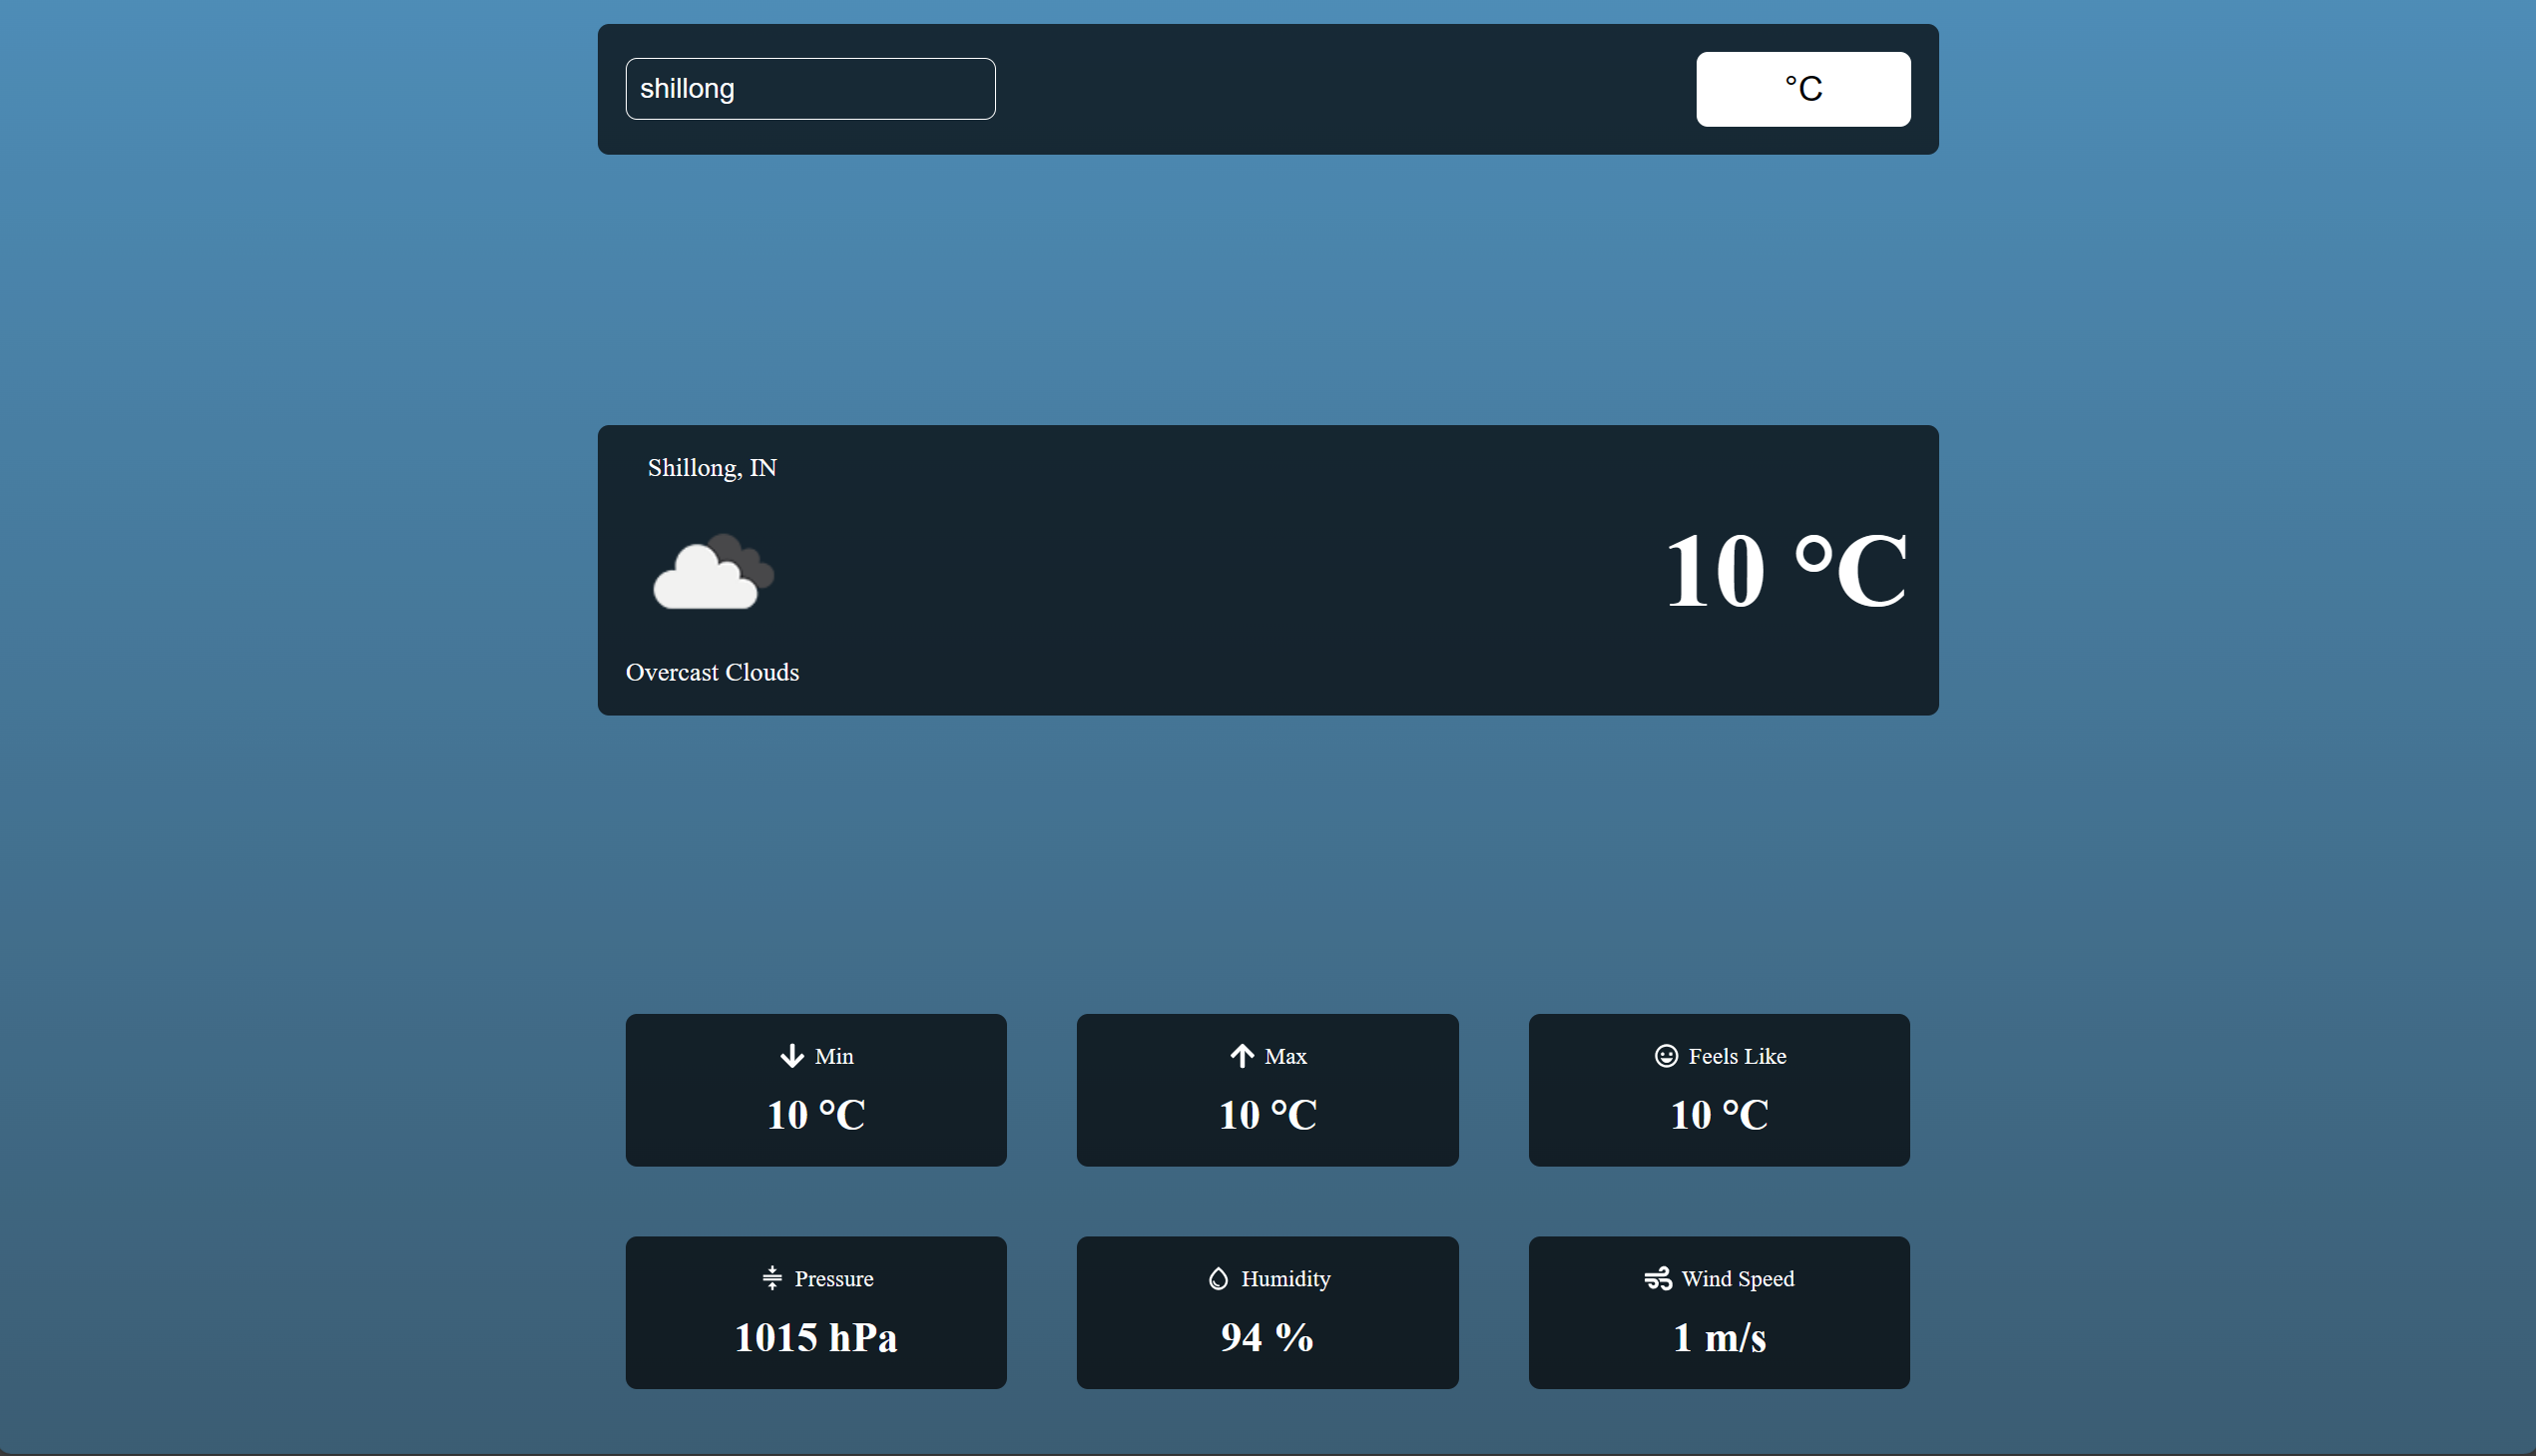 shillong
°C
Shillong, IN
10 °C
Overcast Clouds
Min
10 °C
Max
10 °C
Feels Like
10 °C
Pressure
1015 hPa
Humidity
94 %
Wind Speed
1 m/s